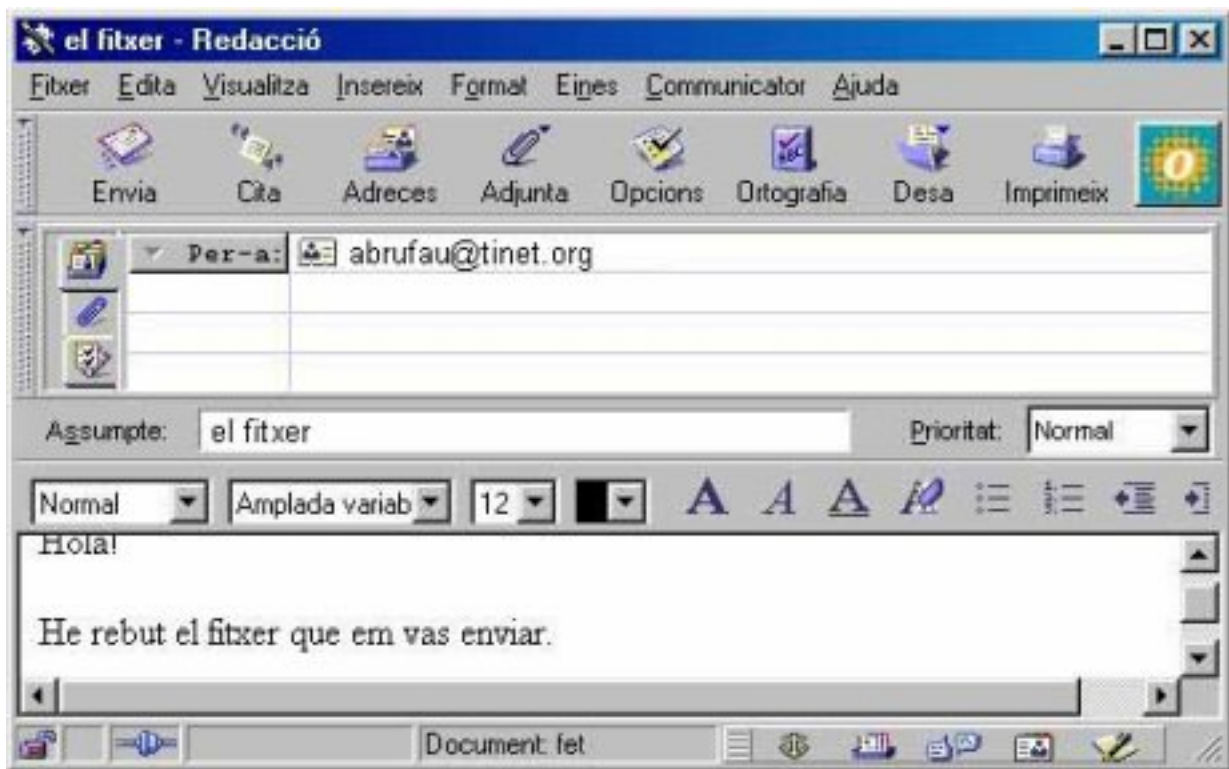 el fitxer - Redacció
Fitxer Edita Visualitza Insereix Format Eines Communicator Ajuda
Envia Cita Adreces Adjunta Opcions Ortografia Desa Imprimeix
Per-a: abrufau@tinet.org
Assumpte: el fitxer Prioritat: Normal
Normal Amplada variab 12 A A A
Hola!
He rebut el fitxer que em vas enviar.
Document: fet